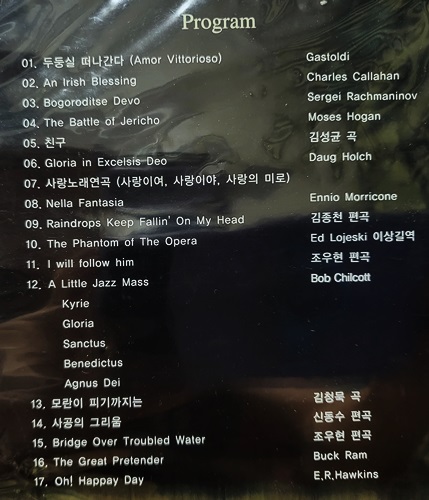 Program
01. 두둥실 떠나간다 (Amor Vittorioso) Gastoldi
02. An Irish Blessing Charles Callahan
03. Bogoroditse Devo Sergei Rachmaninov
04. The Battle of Jericho Moses Hogan
05. 친구 김성균 곡
06. Gloria in Excelsis Deo Daug Holch
07. 사랑노래연곡 (사랑이여, 사랑이야, 사랑의 미로)
08. Nella Fantasia Ennio Morricone
09. Raindrops Keep Fallin' On My Head 김종천 편곡
10. The Phantom of The Opera Ed Lojeski 이상길역
11. I will follow him 조우현 편곡
12. A Little Jazz Mass Bob Chilcott
Kyrie
Gloria
Sanctus
Benedictus
Agnus Dei
13. 모란이 피기까지는 김청묵 곡
14. 사공의 그리움 신동수 편곡
15. Bridge Over Troubled Water 조우현 편곡
16. The Great Pretender Buck Ram
17. Oh! Happay Day E.R.Hawkins